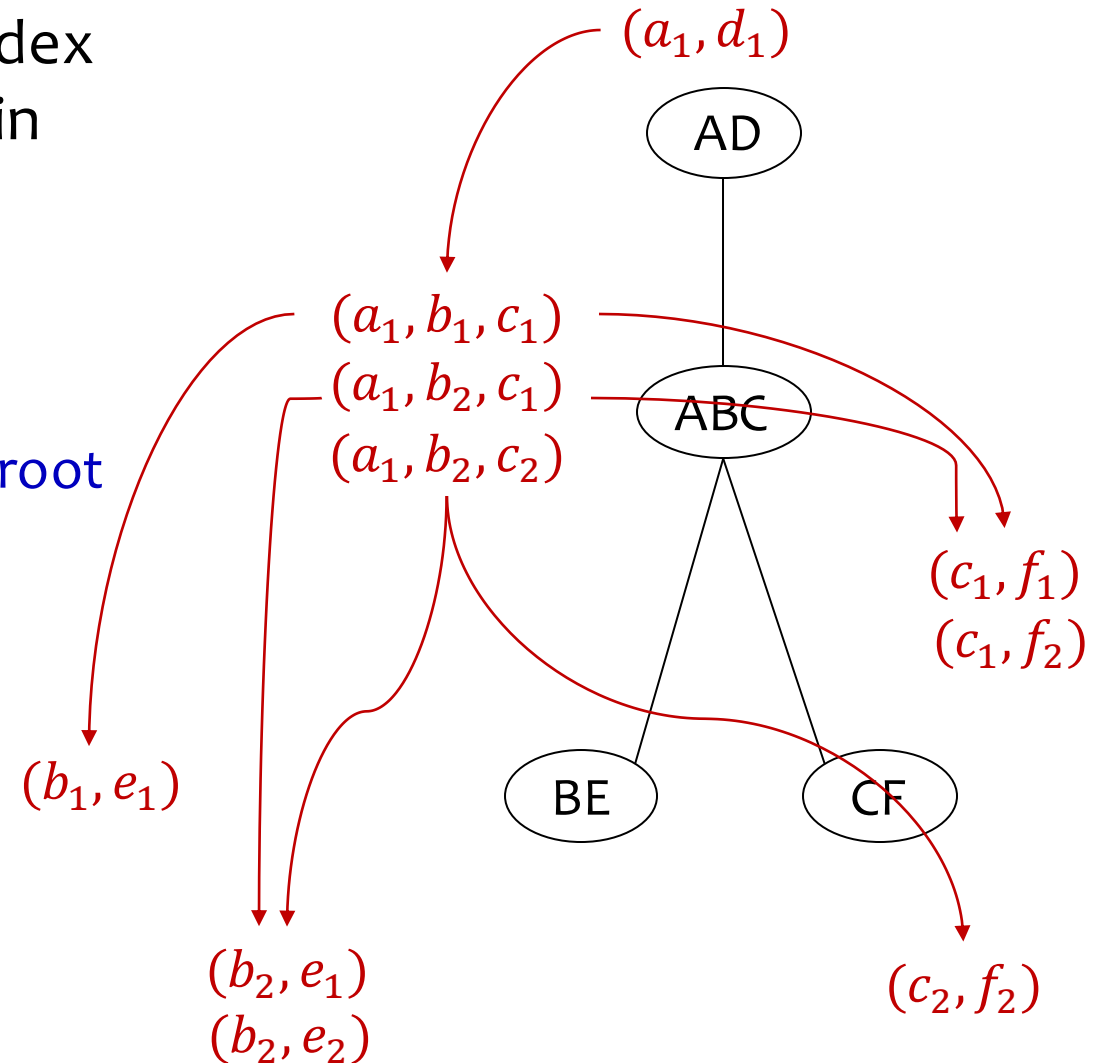 dex
in
root
(a₁, d₁)
AD
(a₁, b₁, c₁)
(a₁, b₂, c₁)
(a₁, b₂, c₂)
ABC
(c₁, f₁)
(c₁, f₂)
(b₁, e₁)
BE
CF
(b₂, e₁)
(b₂, e₂)
(c₂, f₂)